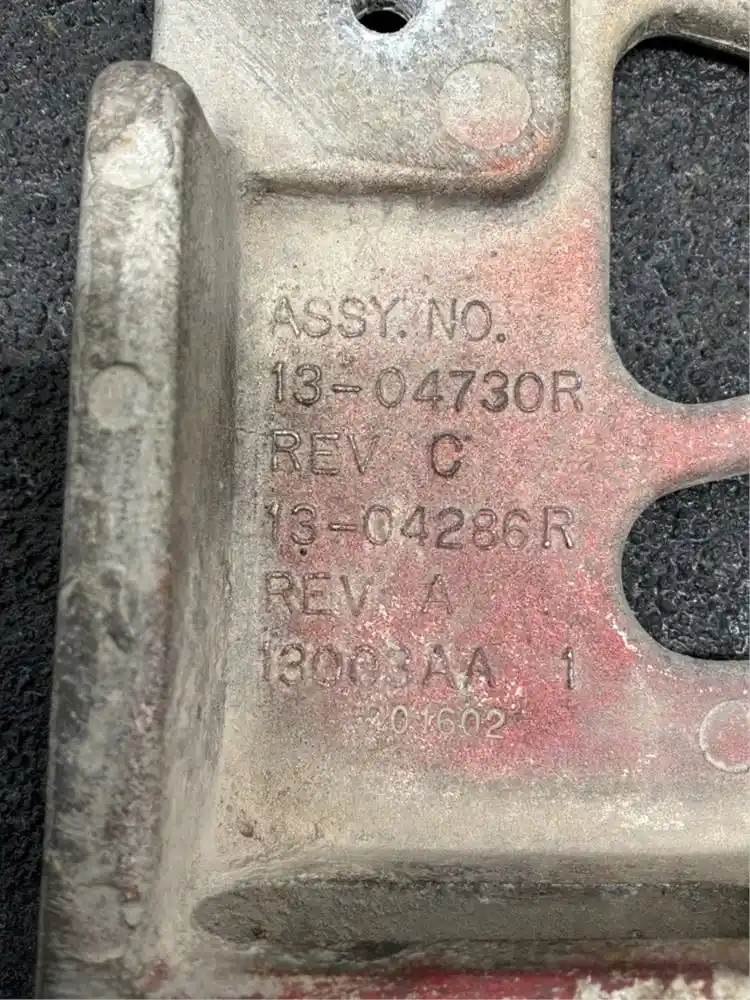 ASSY. NO.
13-04730R
REV C
13-04286R
REV A
13003AA 1
201602